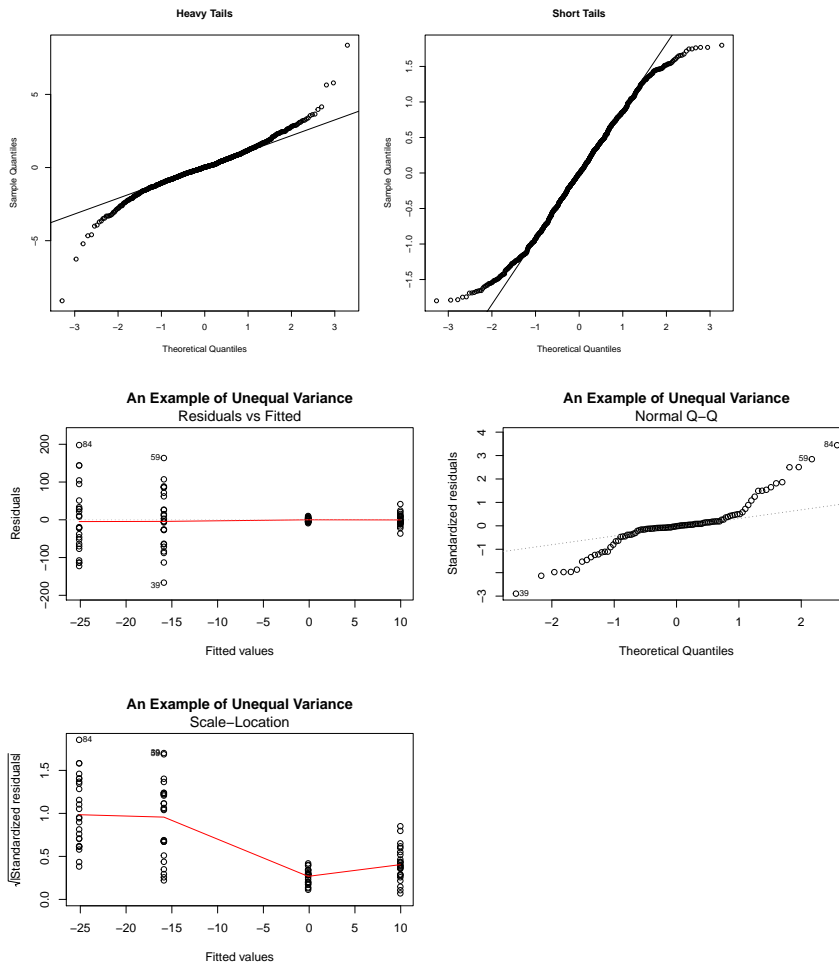 Heavy Tails
Short Tails
Sample Quantiles
5
0
−5
−3 −2 −1 0 1 2 3
Theoretical Quantiles
Sample Quantiles
1.5
1.0
0.5
0.0
−0.5
−1.0
−1.5
−3 −2 −1 0 1 2 3
Theoretical Quantiles
An Example of Unequal Variance
Residuals vs Fitted
Residuals
200
100
0
−100
−200
84
59
39
−25 −20 −15 −10 −5 0 5 10
Fitted values
An Example of Unequal Variance
Normal Q−Q
Standardized residuals
4
3
2
1
0
−1
−3
84
59
39
−2 −1 0 1 2
Theoretical Quantiles
An Example of Unequal Variance
Scale−Location
√|Standardized residuals|
1.5
1.0
0.5
0.0
84
−25 −20 −15 −10 −5 0 5 10
Fitted values